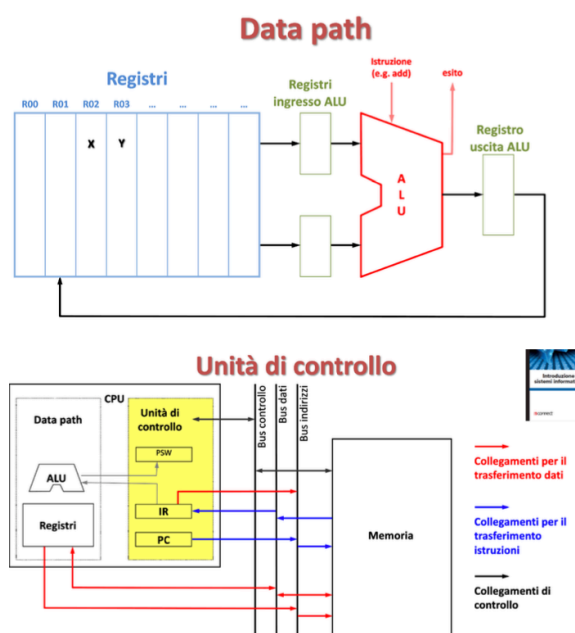 Data path
Registri
R00 R01 R02 R03 ... ... ... ...
X Y
Registri
ingresso ALU
Istruzione
(e.g. add)
esito
Registro
uscita ALU
A
L
U
Unità di controllo
CPU
Data path
Unità di
controllo
PSW
ALU
IR
Registri
PC
Bus controllo
Bus dati
Bus indirizzi
Memoria
Introduzione
sistemi informat
Collegamenti per il
trasferimento dati
Collegamenti per il
trasferimento
istruzioni
Collegamenti di
controllo